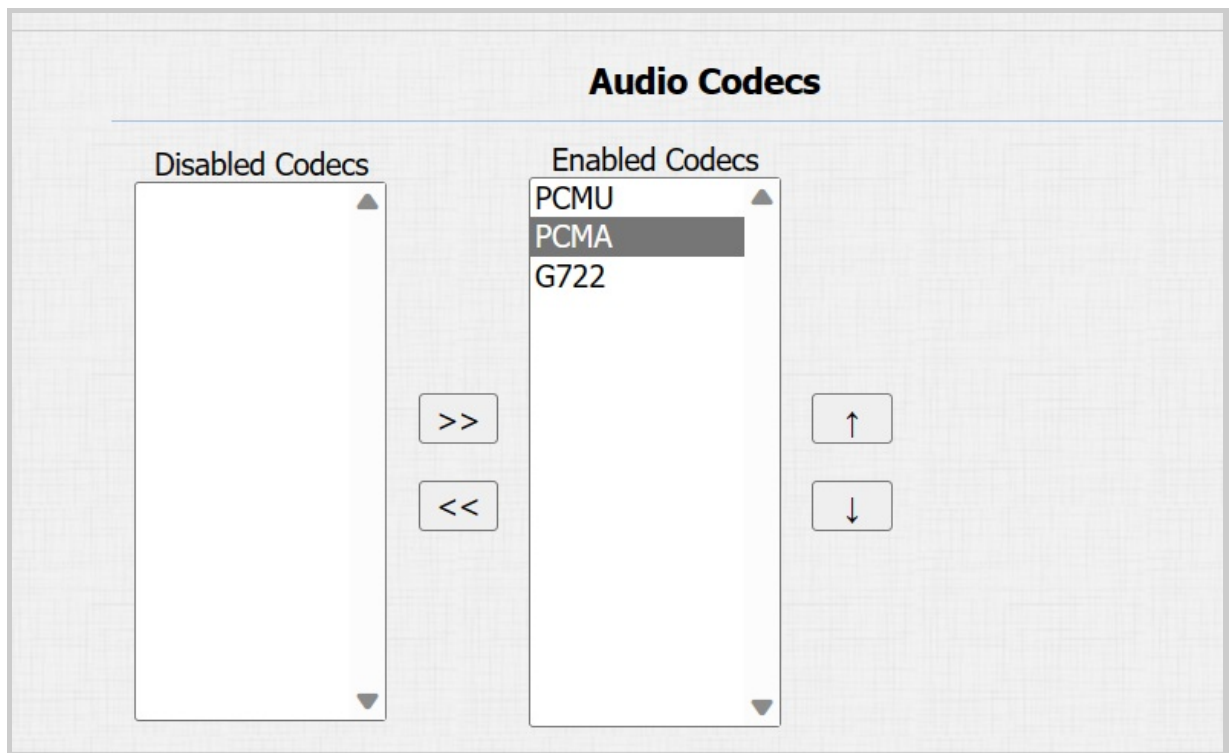 Audio Codecs
Disabled Codecs
Enabled Codecs
PCMU
PCMA
G722
>>
<<
↑
↓